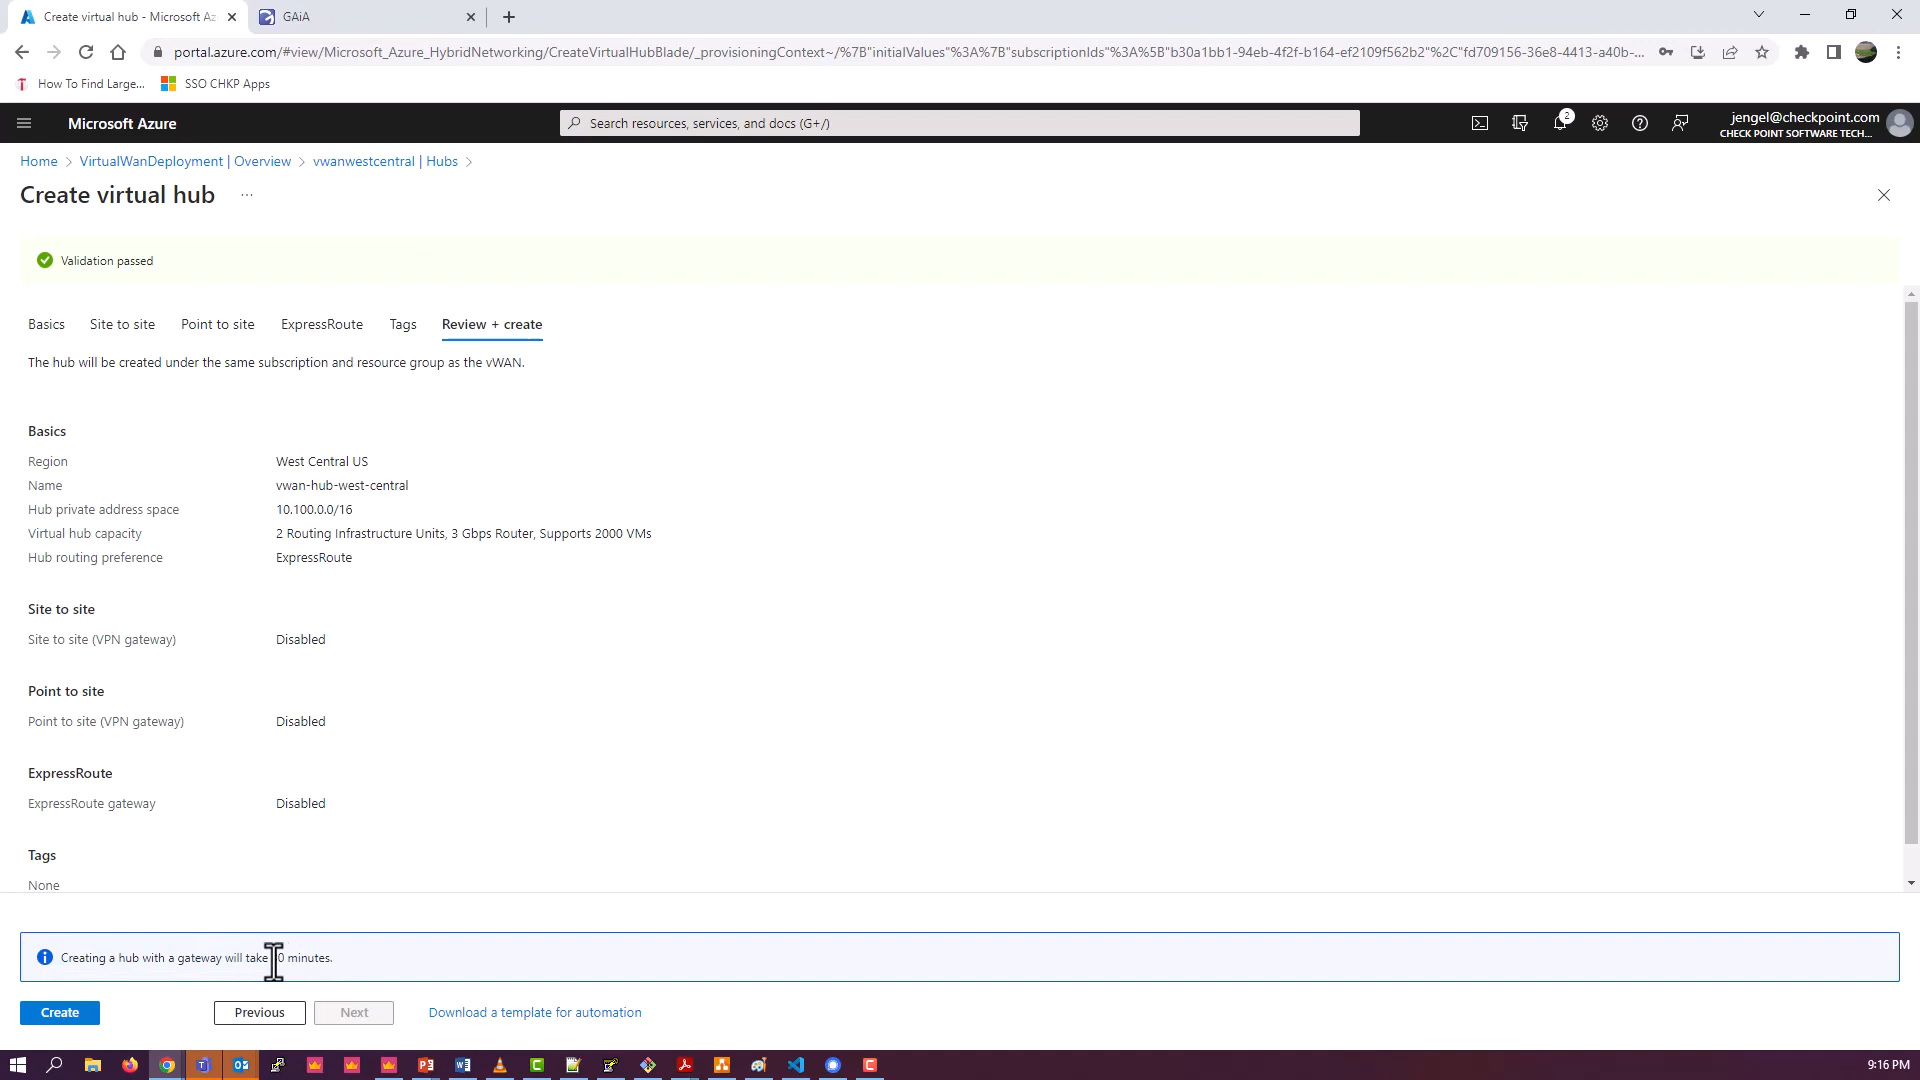 Create virtual hub - Microsoft Az
GAiA
portal.azure.com/#view/Microsoft_Azure_HybridNetworking/CreateVirtualHubBlade/_provisioningContext~/%7B"initialValues"%3A%7B"subscriptionIds"%3A%5B"b30a1bb1-94eb-4f2f-b164-ef2109f562b2"%2C"fd709156-36e8-4413-a40b-...
How To Find Large...
SSO CHKP Apps
Microsoft Azure
Search resources, services, and docs (G+/)
2
jengel@checkpoint.com
CHECK POINT SOFTWARE TECH...
Home > VirtualWanDeployment | Overview > vwanwestcentral | Hubs >
Create virtual hub ...
Validation passed
Basics Site to site Point to site ExpressRoute Tags Review + create
The hub will be created under the same subscription and resource group as the vWAN.
Basics
Region West Central US
Name vwan-hub-west-central
Hub private address space 10.100.0.0/16
Virtual hub capacity 2 Routing Infrastructure Units, 3 Gbps Router, Supports 2000 VMs
Hub routing preference ExpressRoute
Site to site
Site to site (VPN gateway) Disabled
Point to site
Point to site (VPN gateway) Disabled
ExpressRoute
ExpressRoute gateway Disabled
Tags
None
Creating a hub with a gateway will take minutes.
Create Previous Next Download a template for automation
9:16 PM